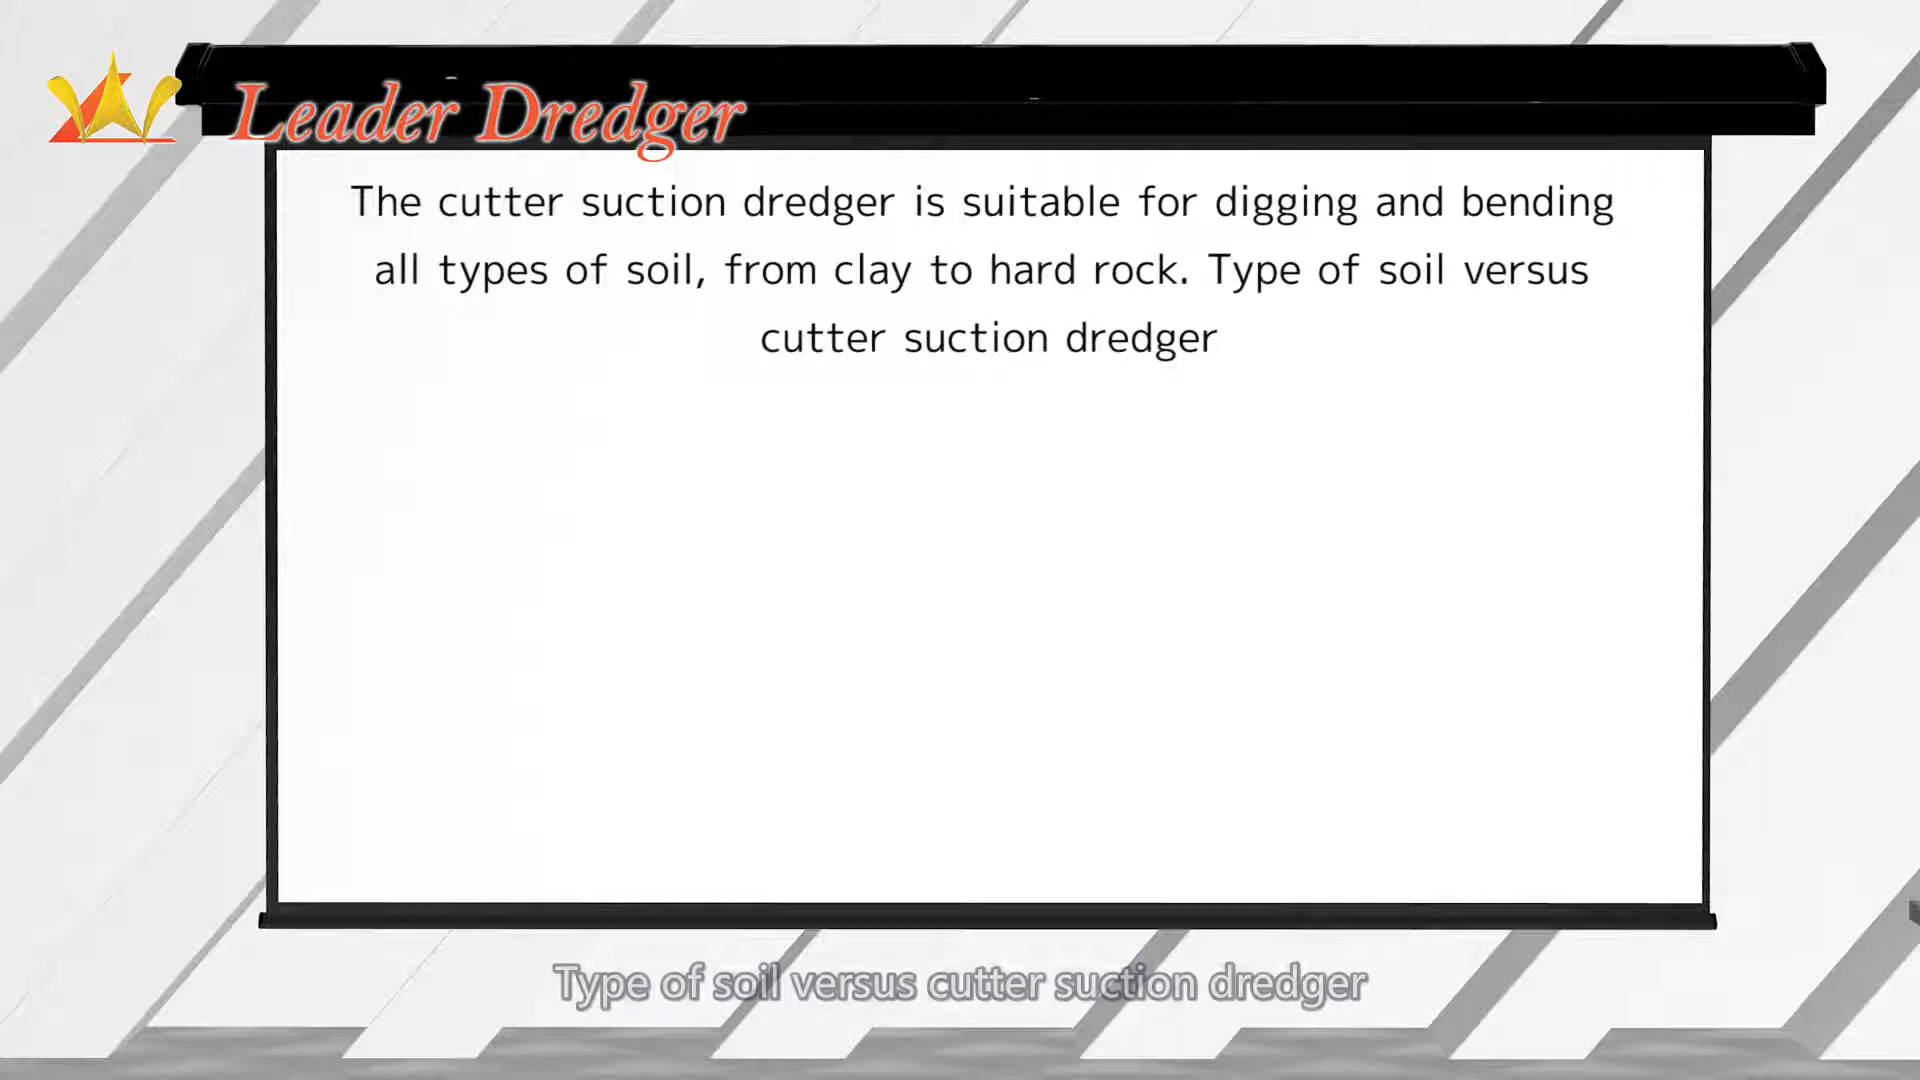 Leader Dredger
The cutter suction dredger is suitable for digging and bending
all types of soil, from clay to hard rock. Type of soil versus
cutter suction dredger
Type of soil versus cutter suction dredger